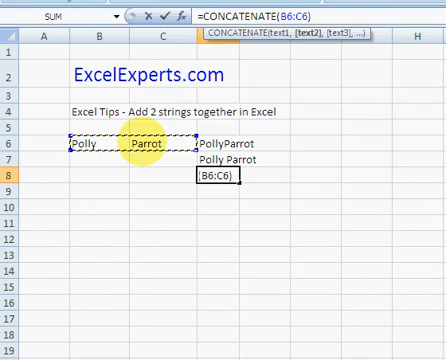 SUM =CONCATENATE(B6:C6)
CONCATENATE(text1, [text2], [text3], ...)
A B C E F G H
1
2 ExcelExperts.com
3
4 Excel Tips - Add 2 strings together in Excel
5
6 Polly Parrot PollyParrot
7 Polly Parrot
8 (B6:C6)
9
10
11
12
13
14
15
16
17
18
19